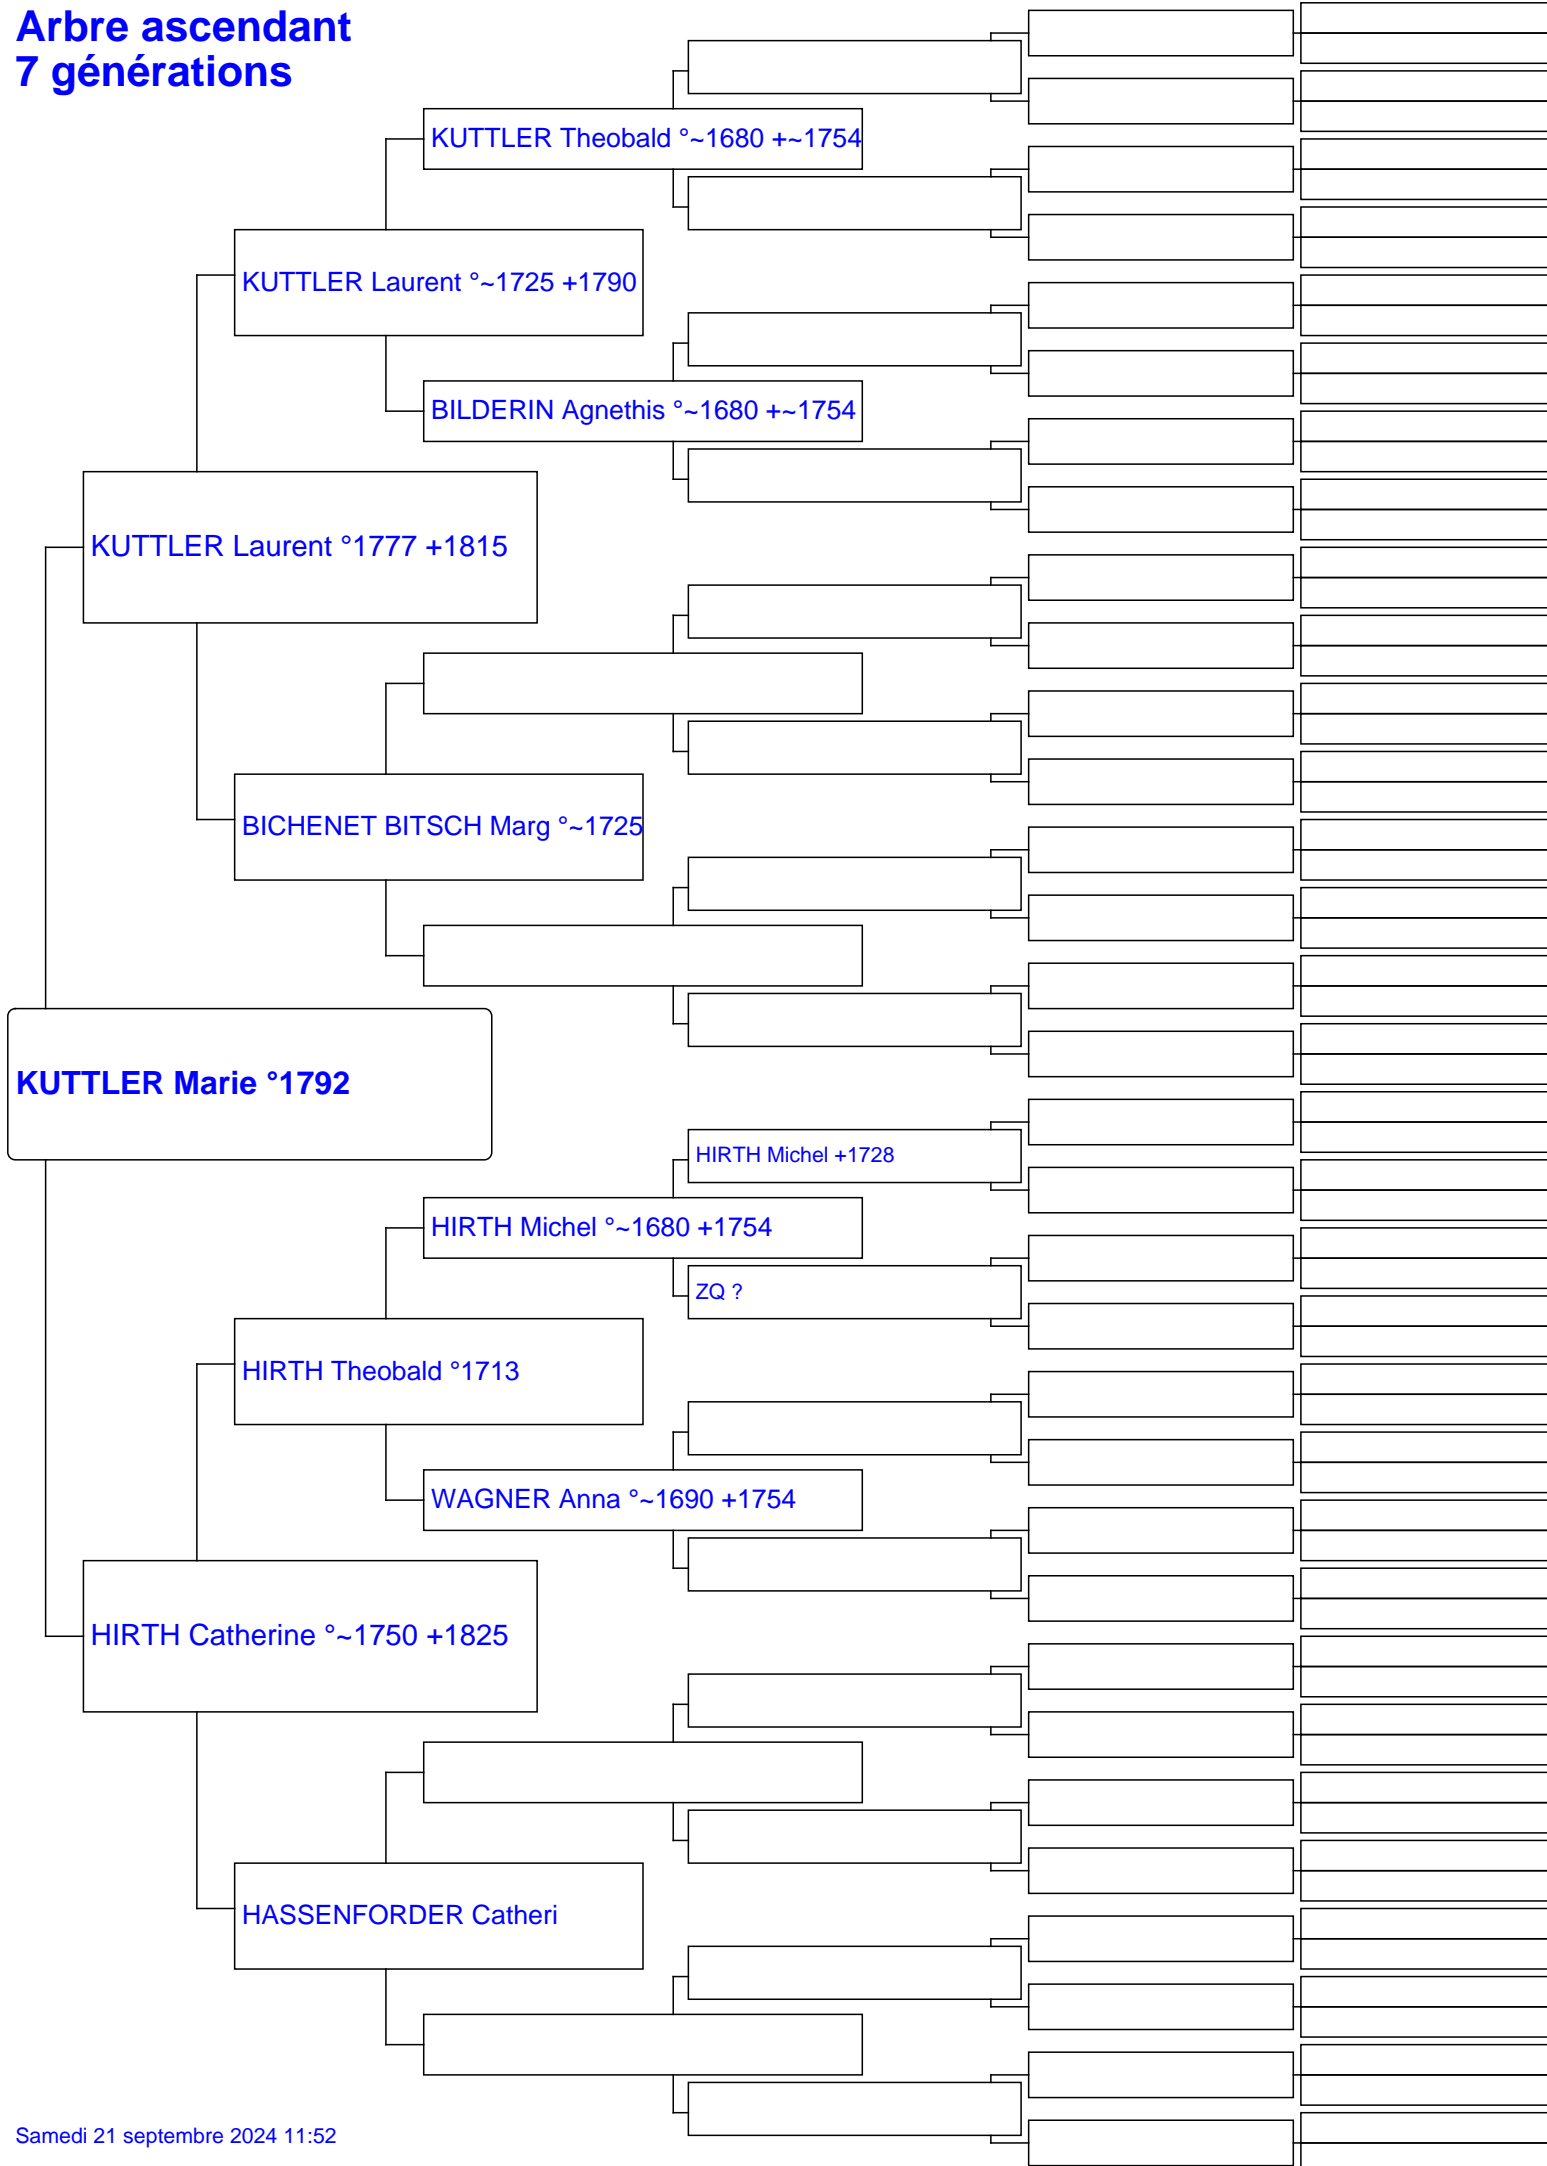 Arbre ascendant
7 générations
KUTTLER Theobald °~1680 +~1754
KUTTLER Laurent °~1725 +1790
BILDERIN Agnethis °~1680 +~1754
KUTTLER Laurent °1777 +1815
BICHENET BITSCH Marg °~1725
KUTTLER Marie °1792
HIRTH Michel +1728
HIRTH Michel °~1680 +1754
ZQ ?
HIRTH Theobald °1713
WAGNER Anna °~1690 +1754
HIRTH Catherine °~1750 +1825
HASSENFORDER Catheri
Samedi 21 septembre 2024 11:52